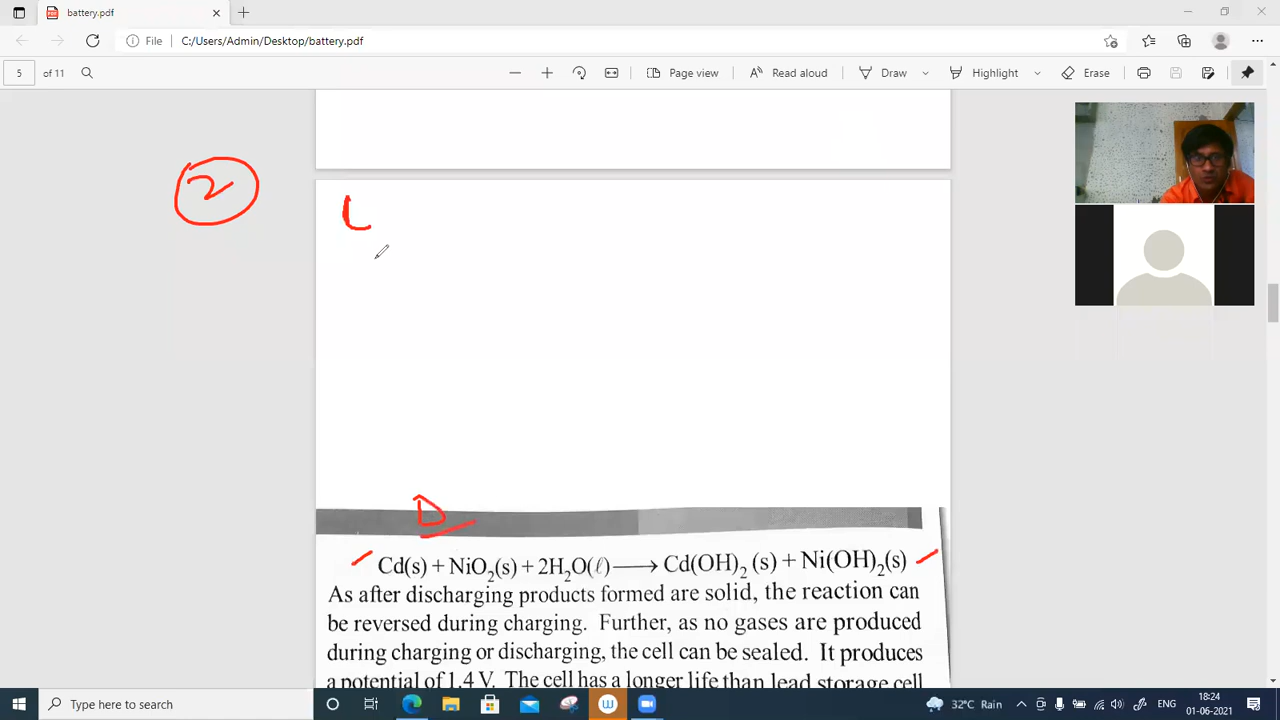 battery.pdf
File C:/Users/Admin/Desktop/battery.pdf
5 of 11 Page view Read aloud Draw Highlight Erase
2
L
D
Cd(s) + NiO₂(s) + 2H₂O(ℓ) ⟶ Cd(OH)₂ (s) + Ni(OH)₂(s)
As after discharging products formed are solid, the reaction can
be reversed during charging. Further, as no gases are produced
during charging or discharging, the cell can be sealed. It produces
a potential of 1.4 V. The cell has a longer life than lead storage cell
Type here to search
W
32°C Rain
ENG
18:24
01-06-2021